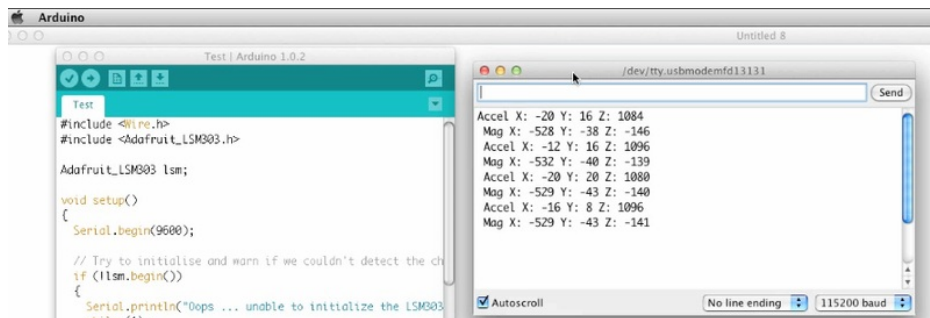 Arduino
Untitled 8
Test | Arduino 1.0.2
Test
#include <Wire.h>
#include <Adafruit_LSM303.h>
Adafruit_LSM303 lsm;
void setup()
{
Serial.begin(9600);
// Try to initialise and warn if we couldn't detect the ch
if (!lsm.begin())
{
Serial.println("Oops ... unable to initialize the LSM303
/dev/tty.usbmodemfd13131
Send
Accel X: -20 Y: 16 Z: 1084
Mag X: -528 Y: -38 Z: -146
Accel X: -12 Y: 16 Z: 1096
Mag X: -532 Y: -40 Z: -139
Accel X: -20 Y: 20 Z: 1080
Mag X: -529 Y: -43 Z: -140
Accel X: -16 Y: 8 Z: 1096
Mag X: -529 Y: -43 Z: -141
Autoscroll
No line ending
115200 baud